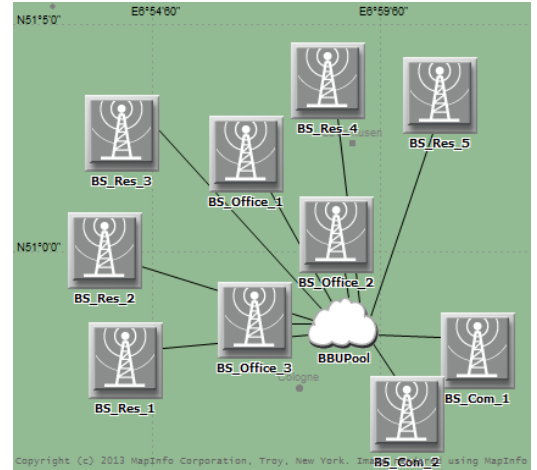 E6°54'60"
E6°59'60"
N51°5'0"
BS_Res_4
BS_Res_5
BS_Res_3
BS_Office_1
N51°0'0"
BS_Office_2
BS_Res_2
BBUPool
BS_Office_3
Cologne
BS_Com_1
BS_Res_1
BS_Com_2
Copyright (c) 2013 MapInfo Corporation, Troy, New York.
using MapInfo